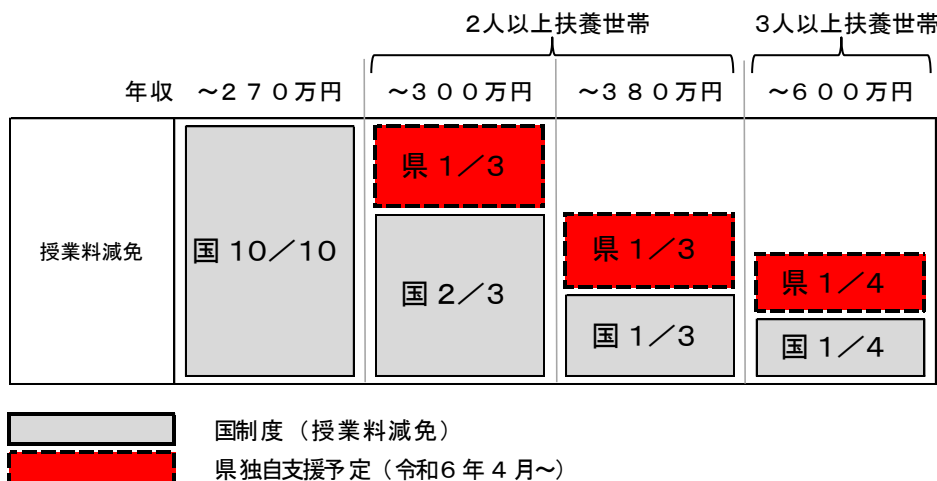 ２人以上扶養世帯 ３人以上扶養世帯
年収 ～２７０万円 ～３００万円 ～３８０万円 ～６００万円
県１／３
授業料減免 国10／10 国２／３ 県１／３ 県１／４
国１／３ 国１／４
国制度（授業料減免）
県独自支援予定（令和６年４月～）